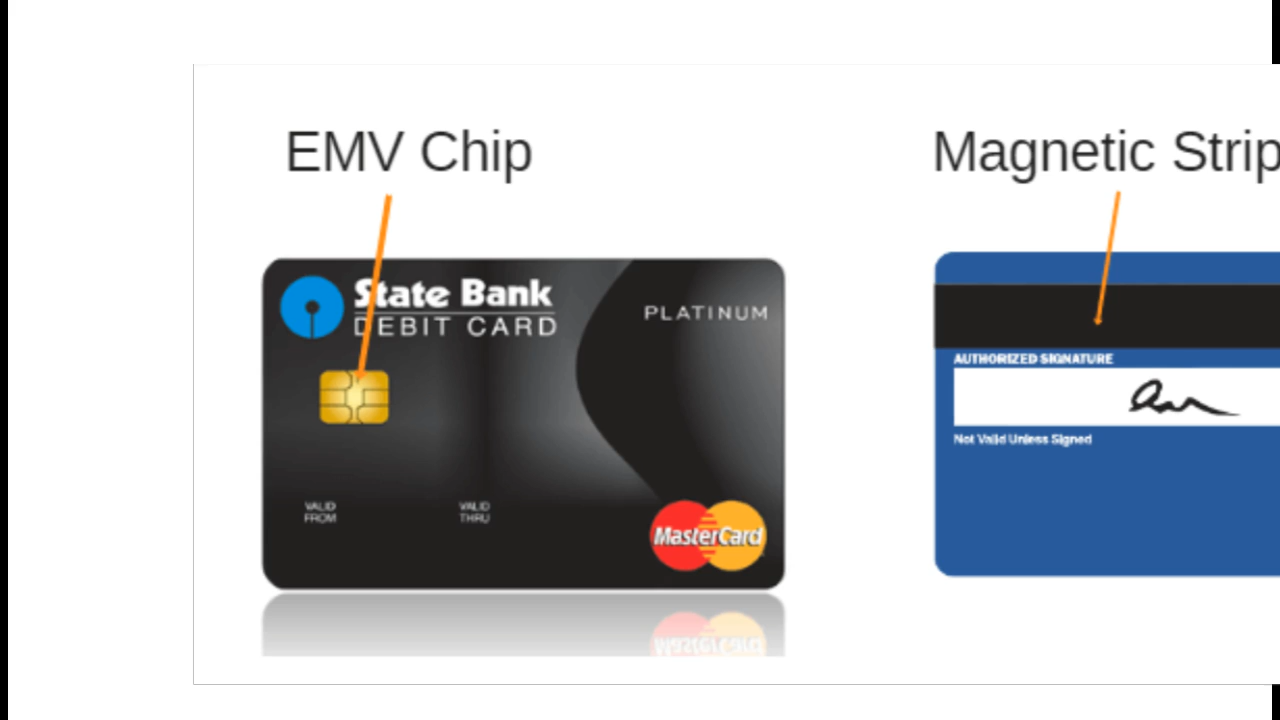 EMV Chip
Magnetic Strip
State Bank
DEBIT CARD
PLATINUM
VALID
FROM
VALID
THRU
MasterCard
AUTHORIZED SIGNATURE
Not Valid Unless Signed